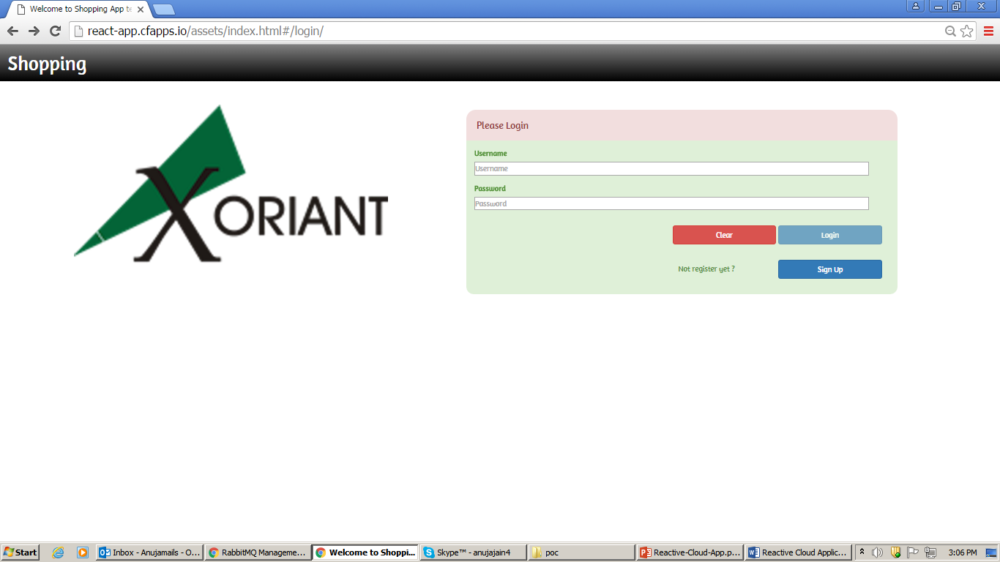 Welcome to Shopping App te
react-app.cfapps.io/assets/index.html#/login/
Shopping
XORIANT
Please Login
Username
Username
Password
Password
Clear
Login
Not register yet ?
Sign Up
Start
Inbox - Anujamails - O...
RabbitMQ Manageme...
Welcome to Shoppi...
Skype™ - anujajain4
poc
Reactive-Cloud-App.p...
Reactive Cloud Applic...
3:06 PM